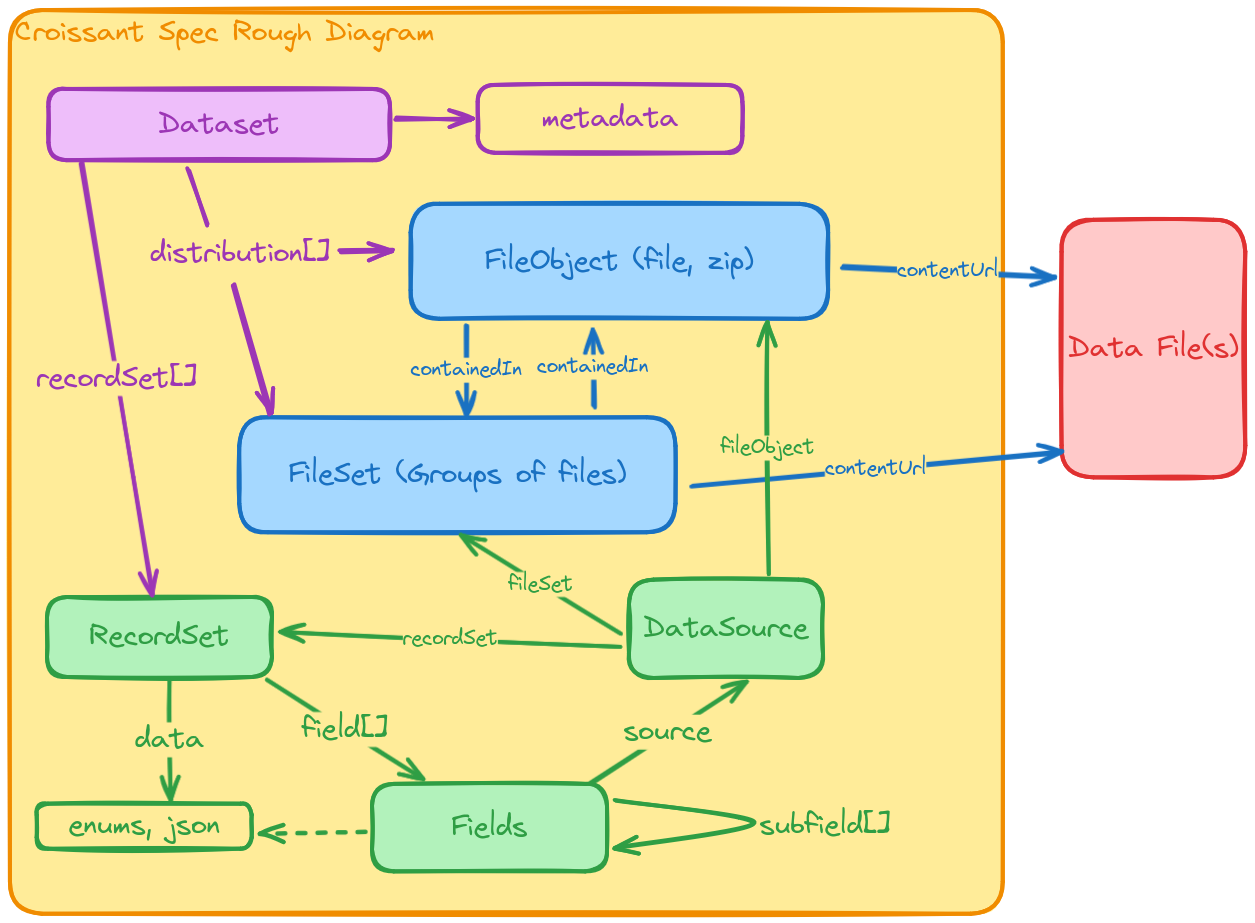 Croissant Spec Rough Diagram
Dataset
metadata
distribution[]
FileObject (file, zip)
contentUrl
Data File(s)
recordSet[]
containedIn
containedIn
fileObject
FileSet (Groups of files)
contentUrl
fileSet
RecordSet
recordSet
DataSource
data
field[]
source
enums, json
Fields
subfield[]